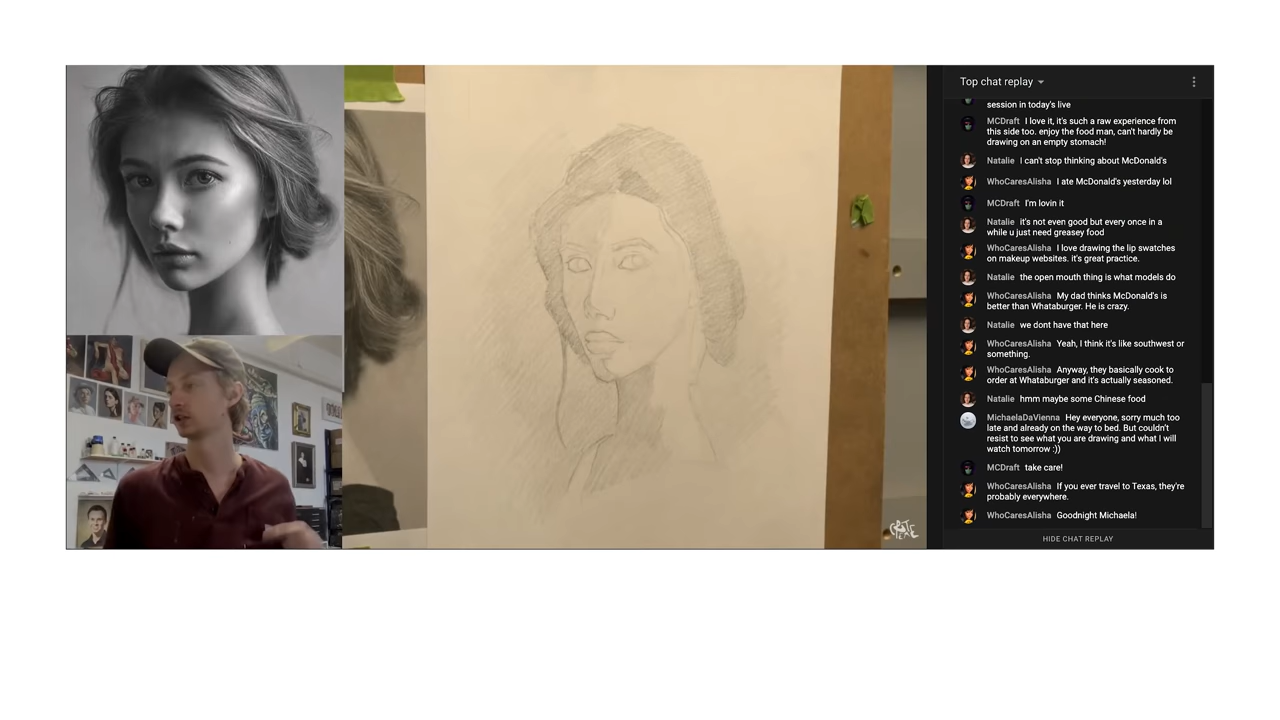 Top chat replay
session in today's live
MCDraft I love it, it's such a raw experience from
this side too. enjoy the food man, can't hardly be
drawing on an empty stomach!
Natalie I can't stop thinking about McDonald's
WhoCaresAlisha I ate McDonald's yesterday lol
MCDraft I'm lovin it
Natalie it's not even good but every once in a
while u just need greasey food
WhoCaresAlisha I love drawing the lip swatches
on makeup websites. it's great practice.
Natalie the open mouth thing is what models do
WhoCaresAlisha My dad thinks McDonald's is
better than Whataburger. He is crazy.
Natalie we dont have that here
WhoCaresAlisha Yeah, I think it's like southwest or
something.
WhoCaresAlisha Anyway, they basically cook to
order at Whataburger and it's actually seasoned.
Natalie hmm maybe some Chinese food
MichaelaDaVienna Hey everyone, sorry much too
late and already on the way to bed. But couldn't
resist to see what you are drawing and what I will
watch tomorrow :))
MCDraft take care!
WhoCaresAlisha If you ever travel to Texas, they're
probably everywhere.
WhoCaresAlisha Goodnight Michaela!
HIDE CHAT REPLAY